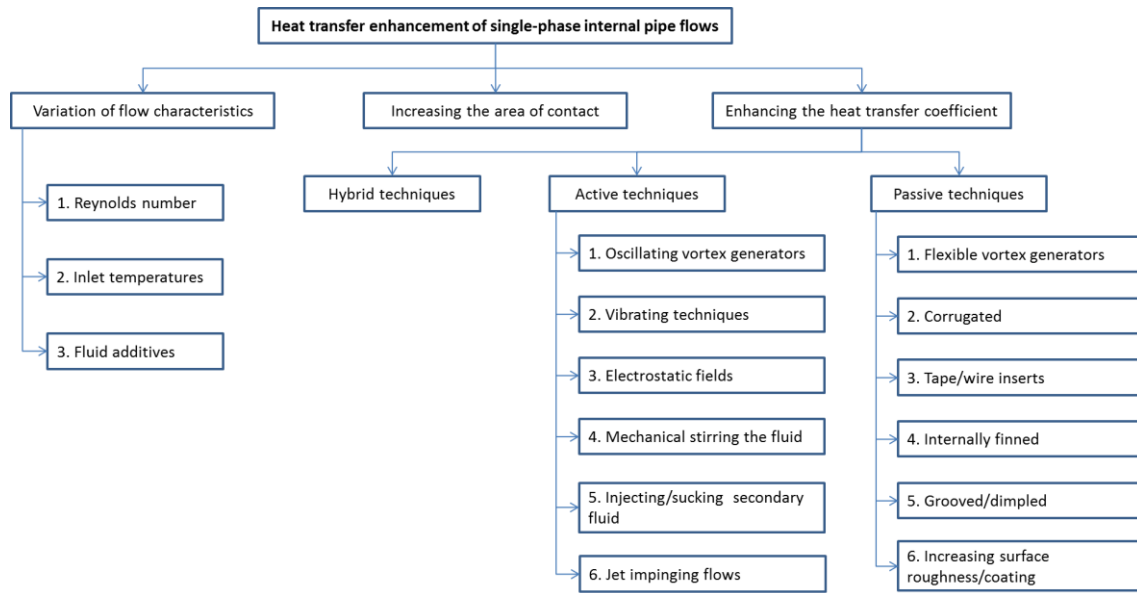 Heat transfer enhancement of single-phase internal pipe flows
Variation of flow characteristics
Increasing the area of contact
Enhancing the heat transfer coefficient
1. Reynolds number
2. Inlet temperatures
3. Fluid additives
Hybrid techniques
Active techniques
1. Oscillating vortex generators
2. Vibrating techniques
3. Electrostatic fields
4. Mechanical stirring the fluid
5. Injecting/sucking secondary
fluid
6. Jet impinging flows
Passive techniques
1. Flexible vortex generators
2. Corrugated
3. Tape/wire inserts
4. Internally finned
5. Grooved/dimpled
6. Increasing surface
roughness/coating